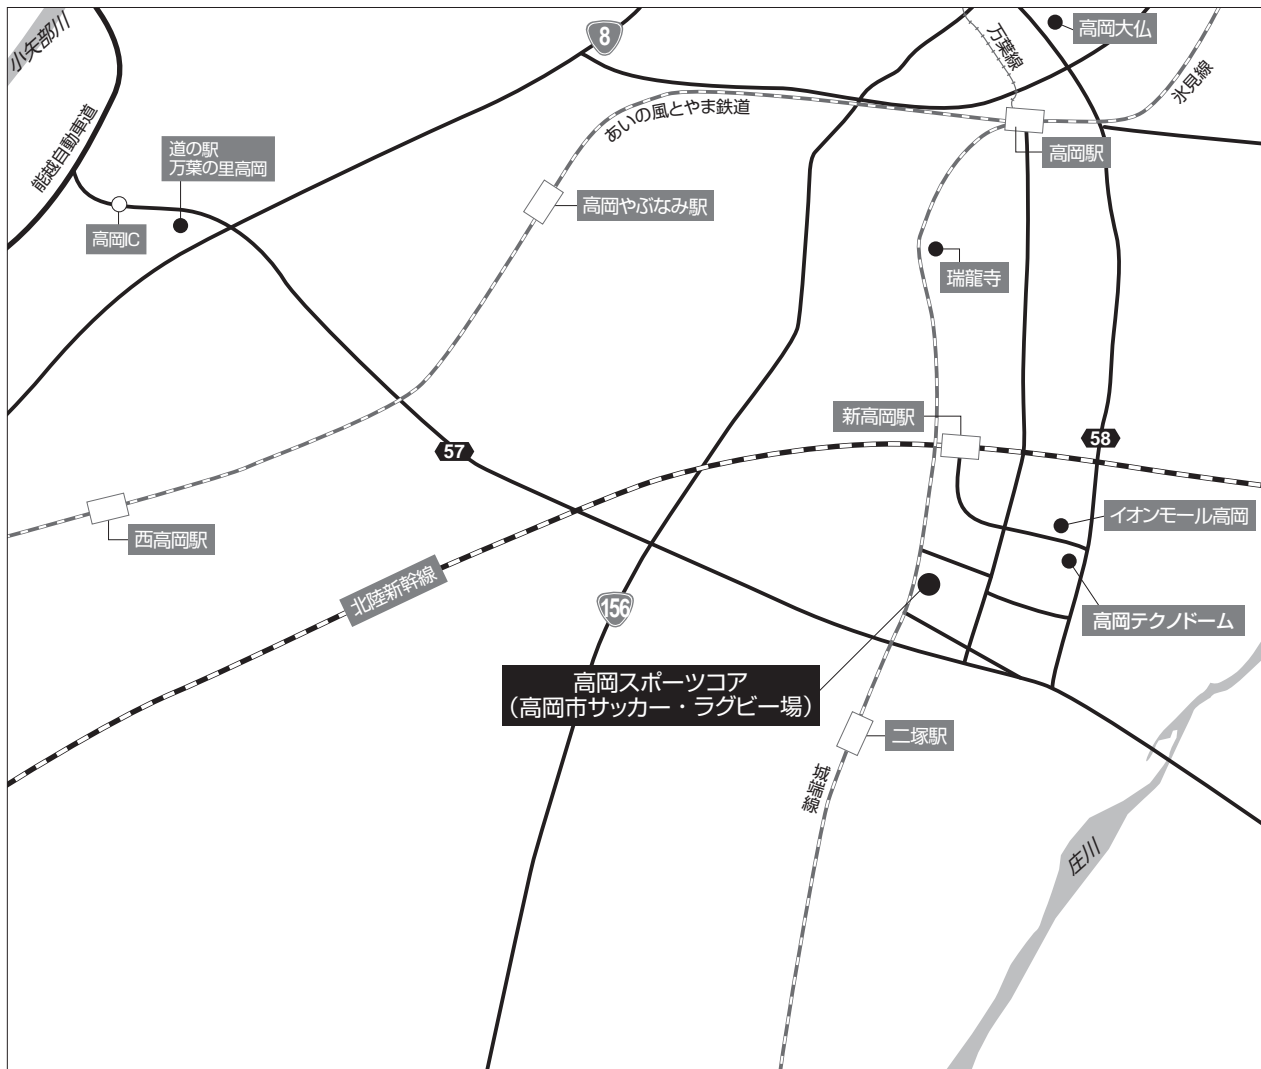 小矢部川
8
万葉線
高岡大仏
氷見線
あいの風とやま鉄道
能越自動車道
道の駅
万葉の里高岡
高岡駅
高岡やぶなみ駅
高岡IC
瑞龍寺
新高岡駅
57
58
西高岡駅
イオンモール高岡
北陸新幹線
156
高岡テクノドーム
高岡スポーツコア
（高岡市サッカー・ラグビー場）
二塚駅
城端線
庄川